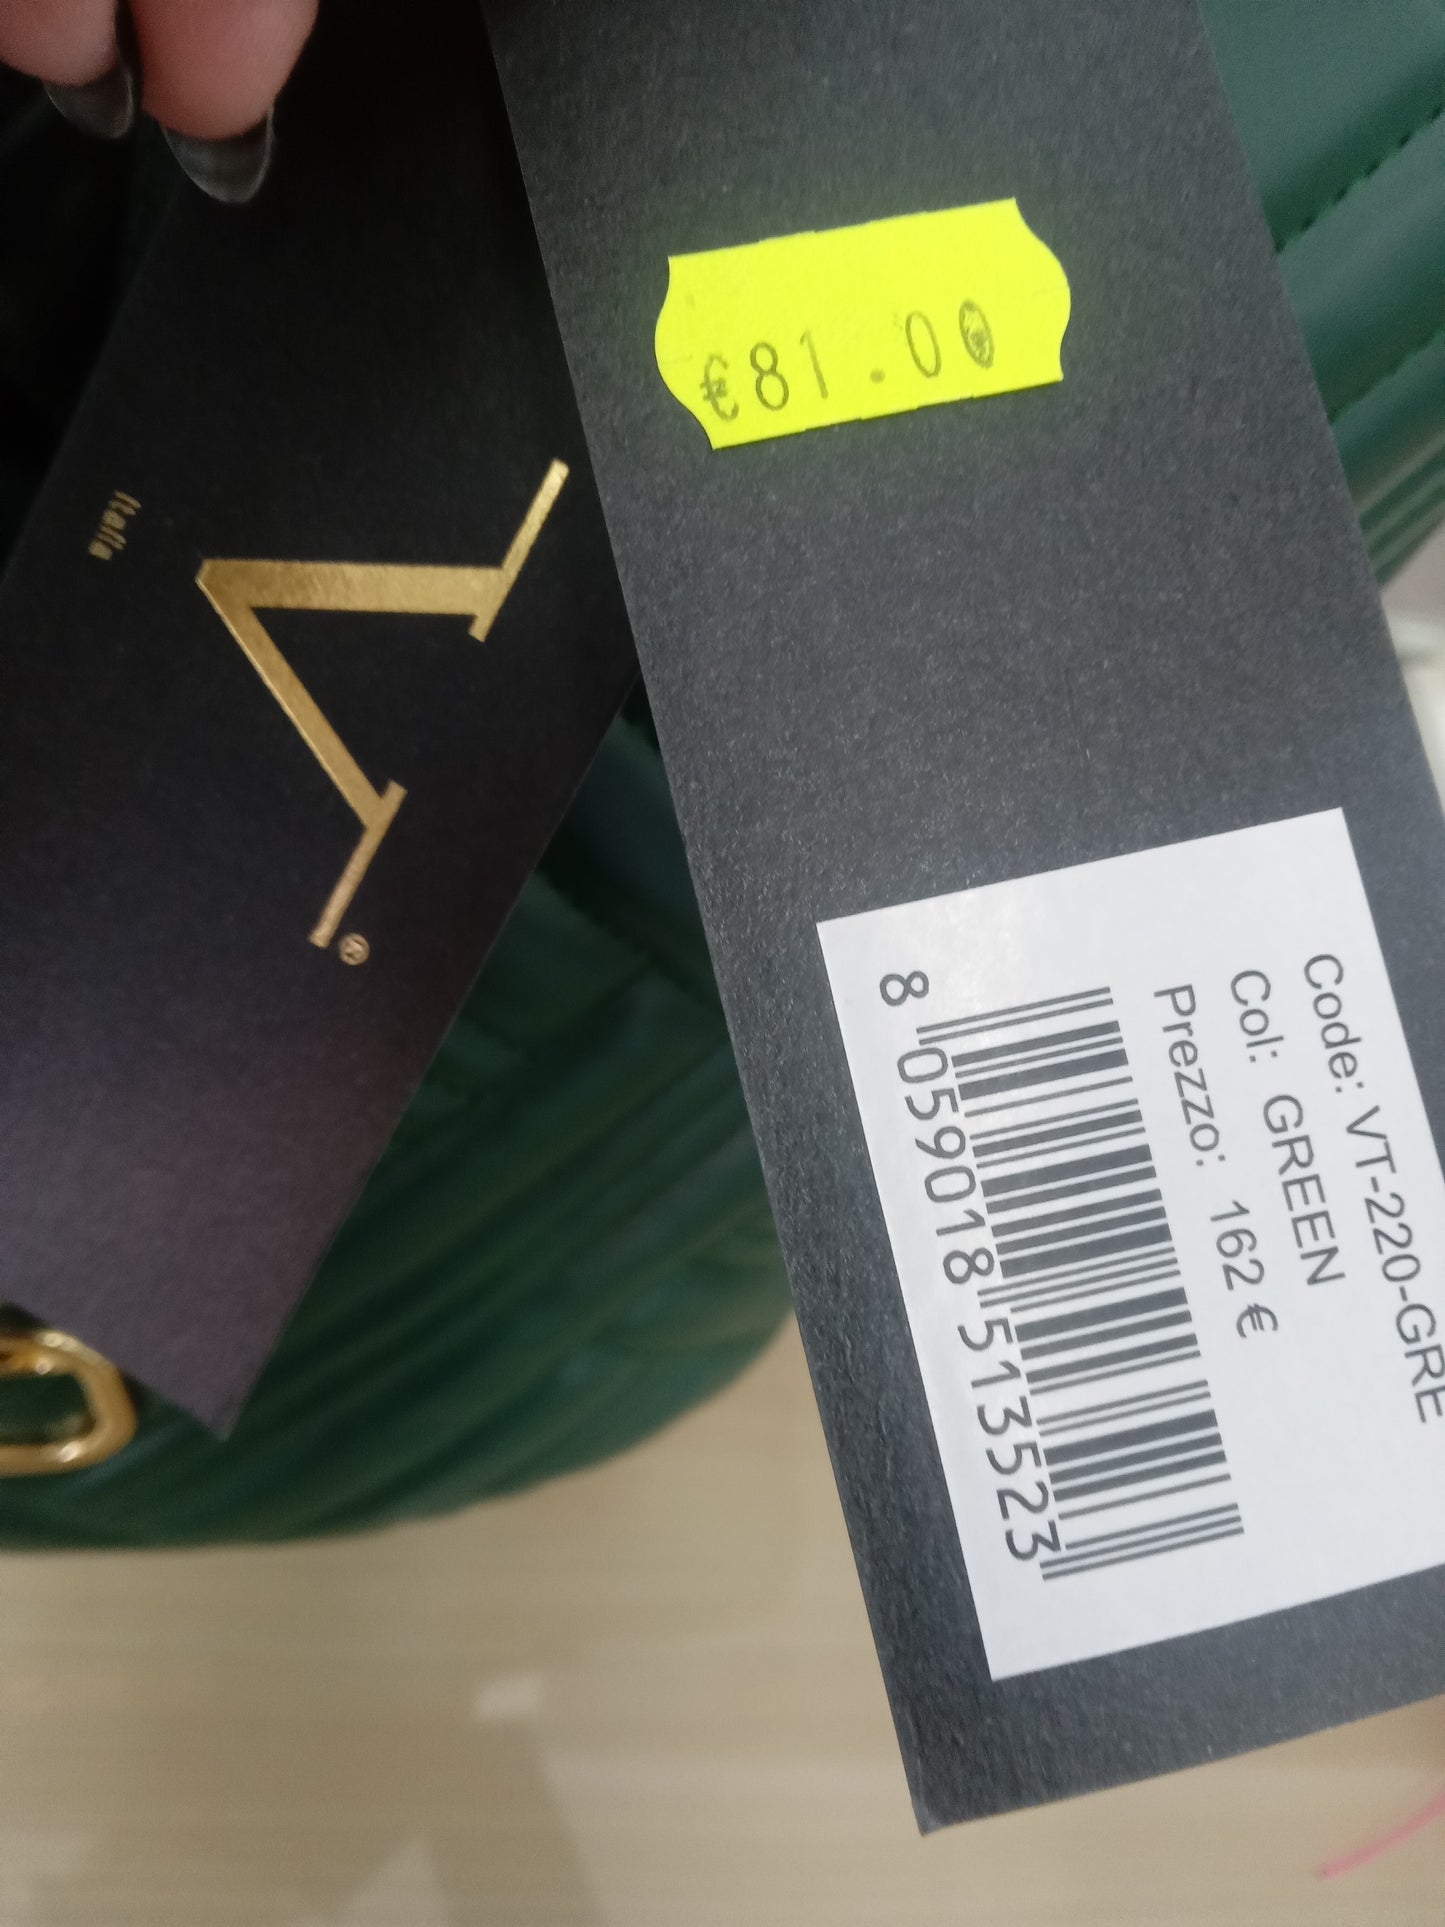 €81.00
Italia
V
®
Code: VT-220-GRE
Col: GREEN
Prezzo: 162 €
8 059018 513523